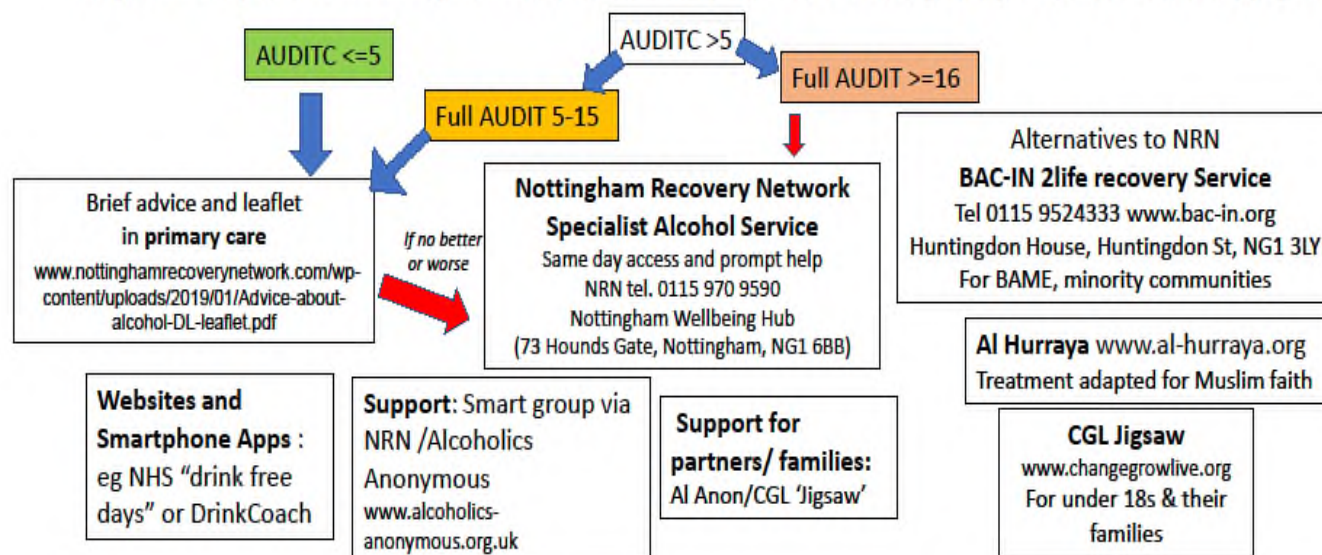 AUDITC <=5
AUDITC >5
Full AUDIT 5-15
Full AUDIT >=16
Brief advice and leaflet
in primary care
www.nottinghamrecoverynetwork.com/wp-
content/uploads/2019/01/Advice-about-
alcohol-DL-leaflet.pdf
If no better
or worse
Nottingham Recovery Network
Specialist Alcohol Service
Same day access and prompt help
NRN tel. 0115 970 9590
Nottingham Wellbeing Hub
(73 Hounds Gate, Nottingham, NG1 6BB)
Alternatives to NRN
BAC-IN 2life recovery Service
Tel 0115 9524333 www.bac-in.org
Huntingdon House, Huntingdon St, NG1 3LY
For BAME, minority communities
Al Hurraya www.al-hurraya.org
Treatment adapted for Muslim faith
CGL Jigsaw
www.changegrowlive.org
For under 18s & their
families
Websites and
Smartphone Apps :
eg NHS “drink free
days” or DrinkCoach
Support: Smart group via
NRN /Alcoholics
Anonymous
www.alcoholics-
anonymous.org.uk
Support for
partners/ families:
Al Anon/CGL ‘Jigsaw’